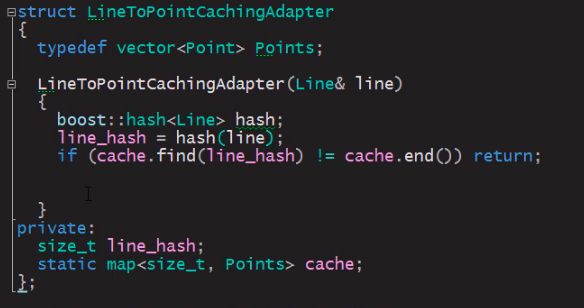 struct LineToPointCachingAdapter
{
  typedef vector<Point> Points;

  LineToPointCachingAdapter(Line& line)
  {
    boost::hash<Line> hash;
    line_hash = hash(line);
    if (cache.find(line_hash) != cache.end()) return;

  }
private:
  size_t line_hash;
  static map<size_t, Points> cache;
};